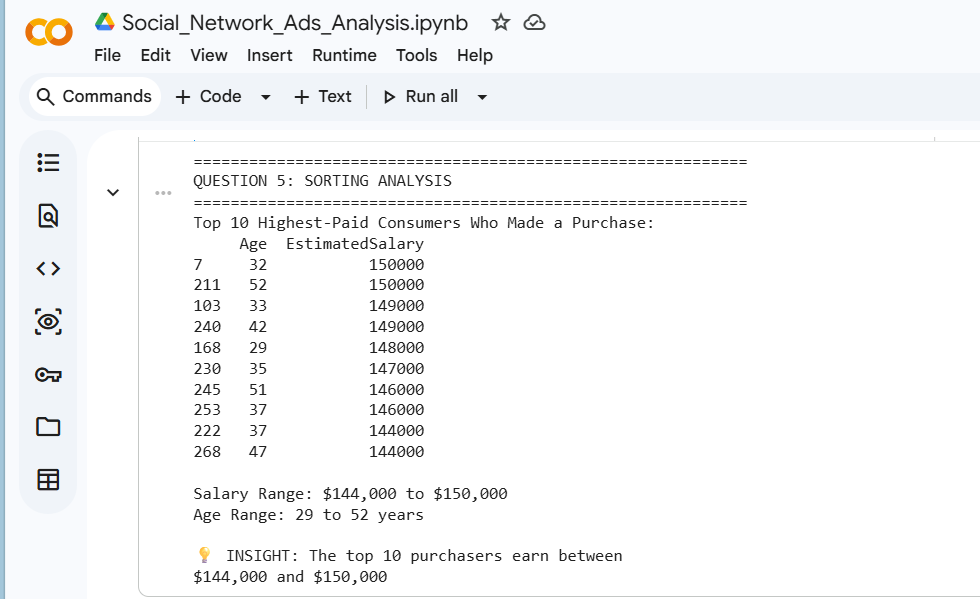 Social_Network_Ads_Analysis.ipynb
File Edit View Insert Runtime Tools Help
Commands + Code + Text Run all
============================================================
QUESTION 5: SORTING ANALYSIS
============================================================
Top 10 Highest-Paid Consumers Who Made a Purchase:
Age EstimatedSalary
7 32 150000
211 52 150000
103 33 149000
240 42 149000
168 29 148000
230 35 147000
245 51 146000
253 37 146000
222 37 144000
268 47 144000
Salary Range: $144,000 to $150,000
Age Range: 29 to 52 years
💡 INSIGHT: The top 10 purchasers earn between
$144,000 and $150,000